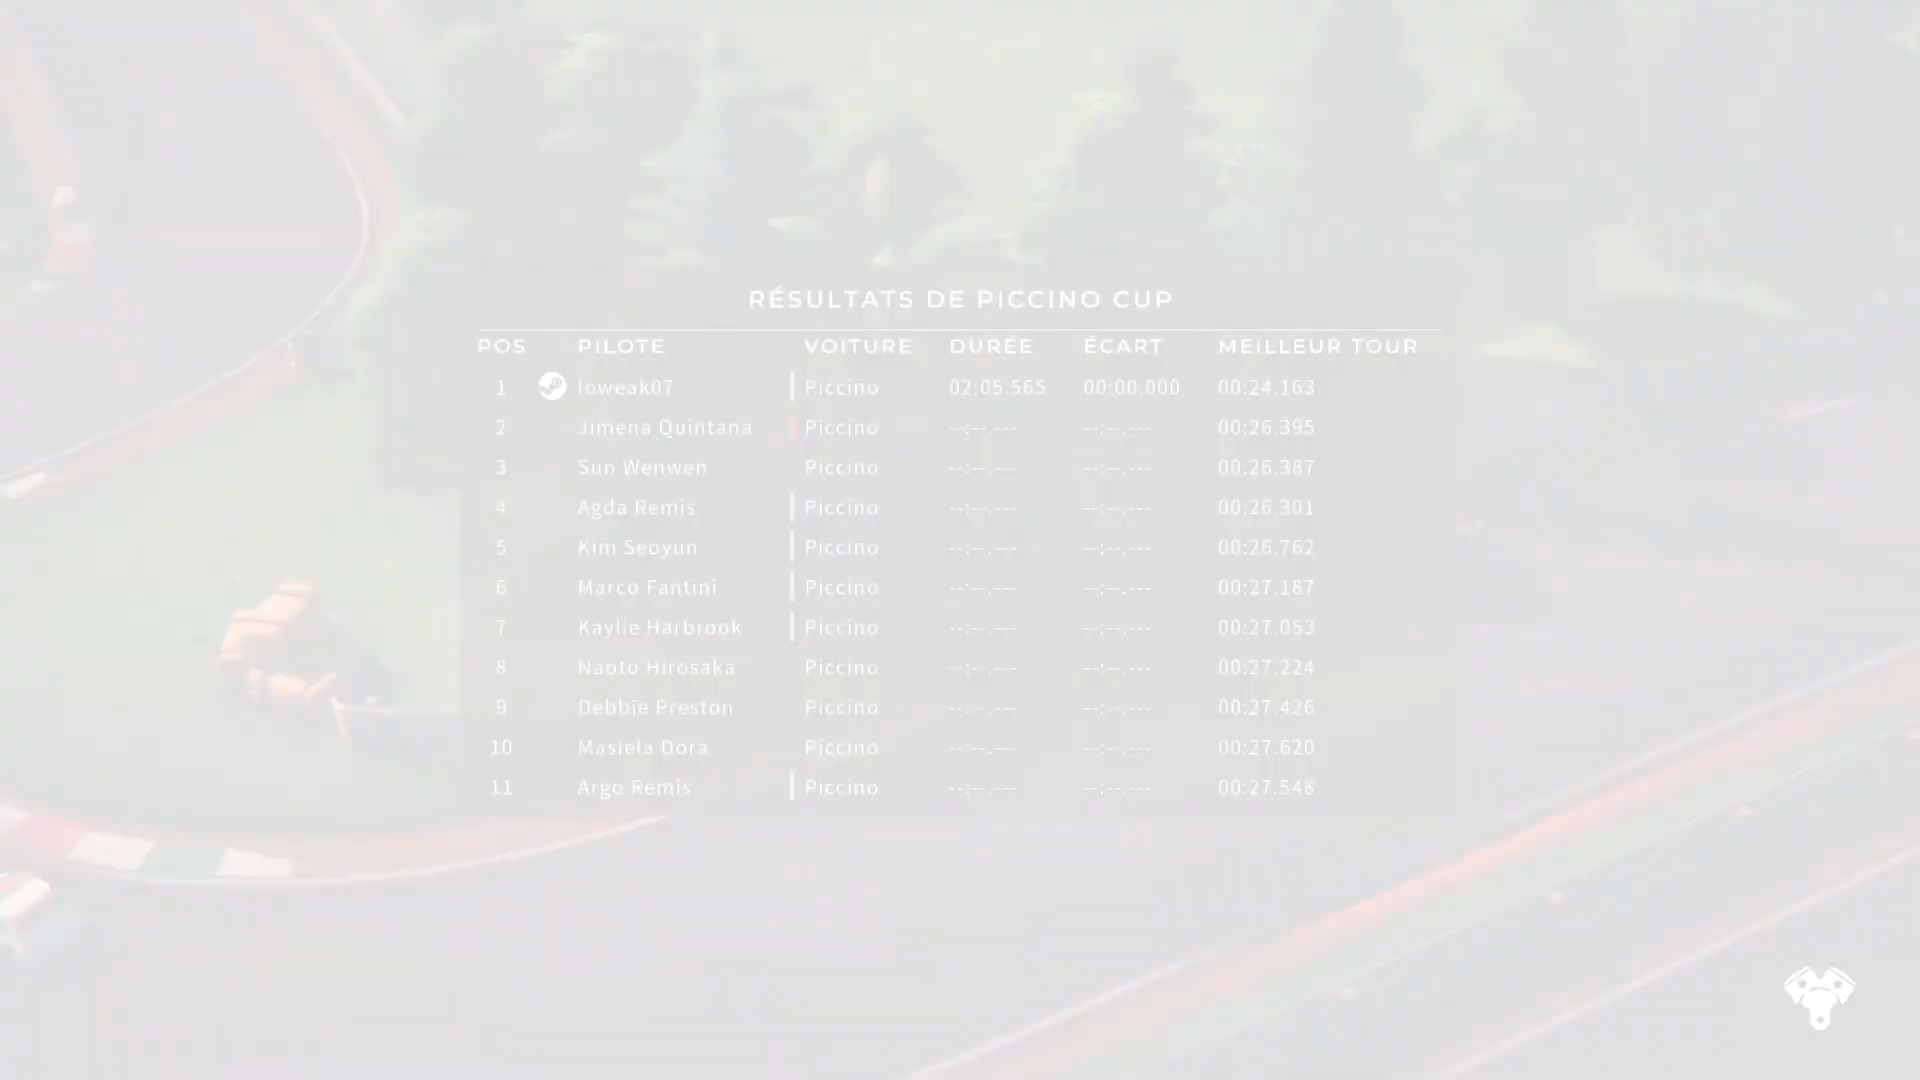 RÉSULTATS DE PICCINO CUP
POS PILOTE VOITURE DURÉE ÉCART MEILLEUR TOUR
1 loweak07 Piccino 02:05.565 00:00.000 00:24.163
2 Jimena Quintana Piccino --:--.--- --:--.--- 00:26.395
3 Sun Wenwen Piccino --:--.--- --:--.--- 00:26.387
4 Agda Remis Piccino --:--.--- --:--.--- 00:26.301
5 Kim Seoyun Piccino --:--.--- --:--.--- 00:26.762
6 Marco Fantini Piccino --:--.--- --:--.--- 00:27.187
7 Kaylie Harbrook Piccino --:--.--- --:--.--- 00:27.053
8 Naoto Hirosaka Piccino --:--.--- --:--.--- 00:27.224
9 Debbie Preston Piccino --:--.--- --:--.--- 00:27.426
10 Masiela Dora Piccino --:--.--- --:--.--- 00:27.620
11 Argo Remis Piccino --:--.--- --:--.--- 00:27.548